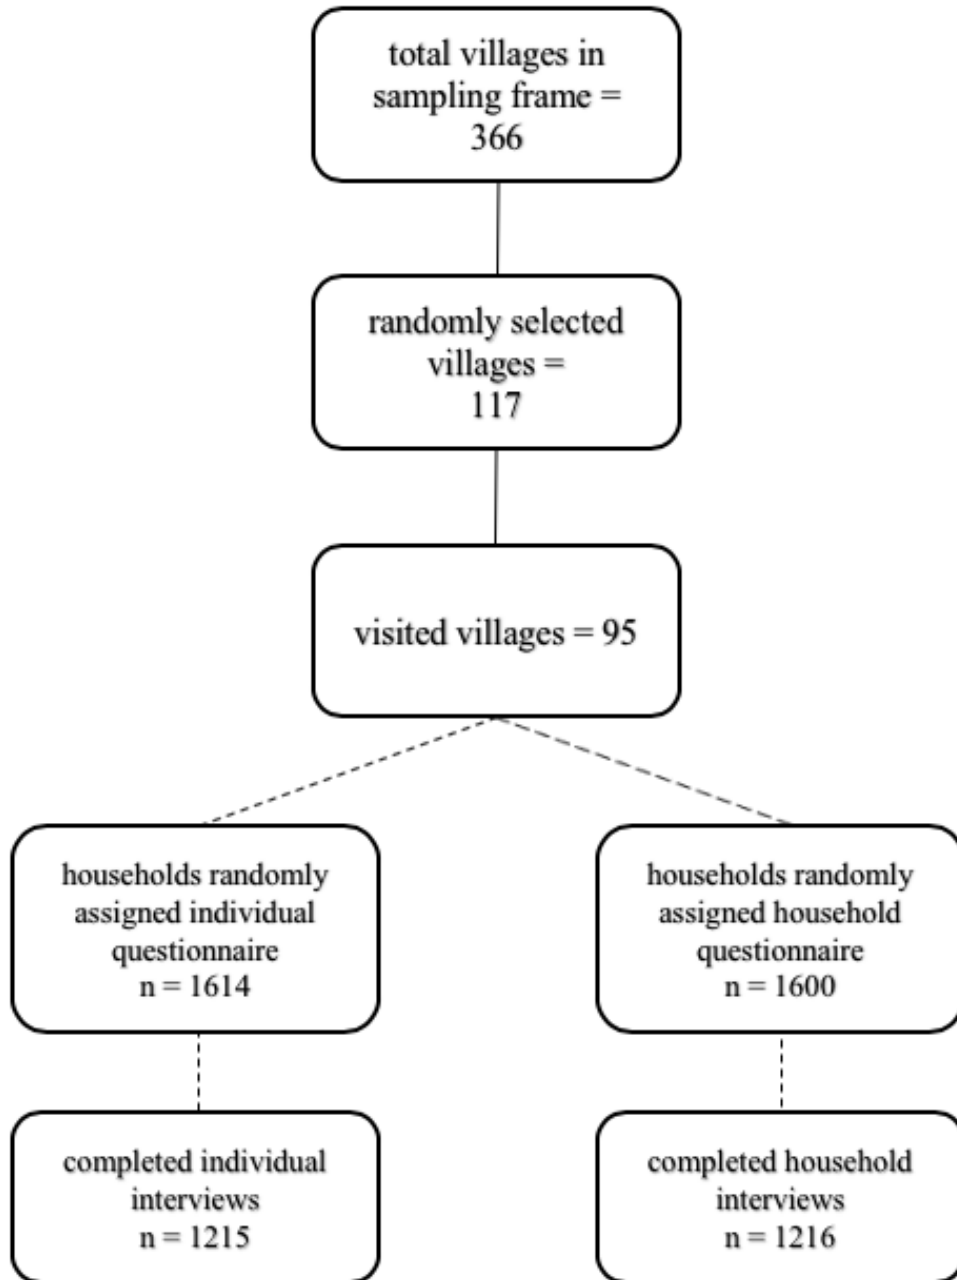 total villages in
sampling frame =
366
randomly selected
villages =
117
visited villages = 95
households randomly
assigned individual
questionnaire
n = 1614
households randomly
assigned household
questionnaire
n = 1600
completed individual
interviews
n = 1215
completed household
interviews
n = 1216